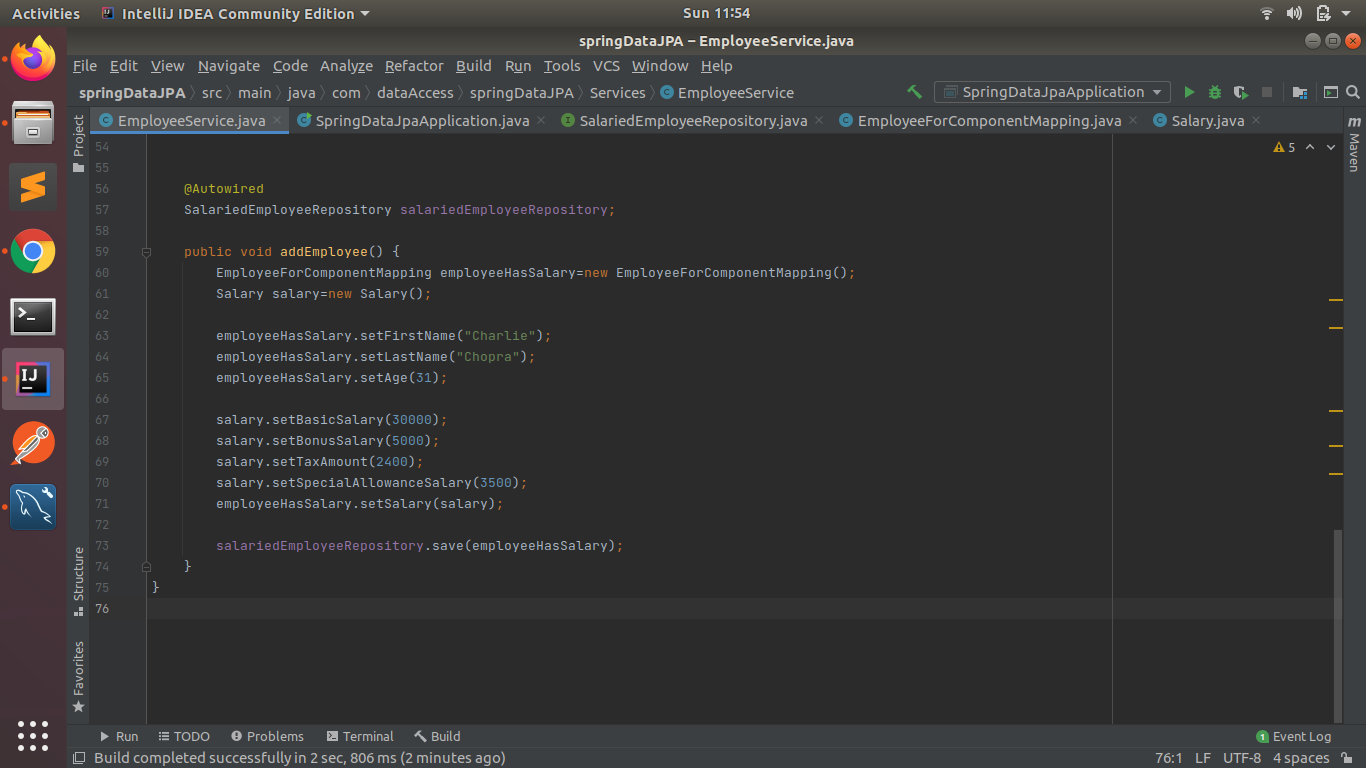 Activities IntelliJ IDEA Community Edition Sun 11:54
springDataJPA – EmployeeService.java
File Edit View Navigate Code Analyze Refactor Build Run Tools VCS Window Help
springDataJPA src main java com dataAccess springDataJPA Services EmployeeService SpringDataJpaApplication
EmployeeService.java SpringDataJpaApplication.java SalariedEmployeeRepository.java EmployeeForComponentMapping.java Salary.java
Project
Structure
Favorites
Maven
5
54
55
56 @Autowired
57 SalariedEmployeeRepository salariedEmployeeRepository;
58
59 public void addEmployee() {
60 EmployeeForComponentMapping employeeHasSalary=new EmployeeForComponentMapping();
61 Salary salary=new Salary();
62
63 employeeHasSalary.setFirstName("Charlie");
64 employeeHasSalary.setLastName("Chopra");
65 employeeHasSalary.setAge(31);
66
67 salary.setBasicSalary(30000);
68 salary.setBonusSalary(5000);
69 salary.setTaxAmount(2400);
70 salary.setSpecialAllowanceSalary(3500);
71 employeeHasSalary.setSalary(salary);
72
73 salariedEmployeeRepository.save(employeeHasSalary);
74 }
75 }
76
Run TODO Problems Terminal Build 1 Event Log
Build completed successfully in 2 sec, 806 ms (2 minutes ago) 76:1 LF UTF-8 4 spaces